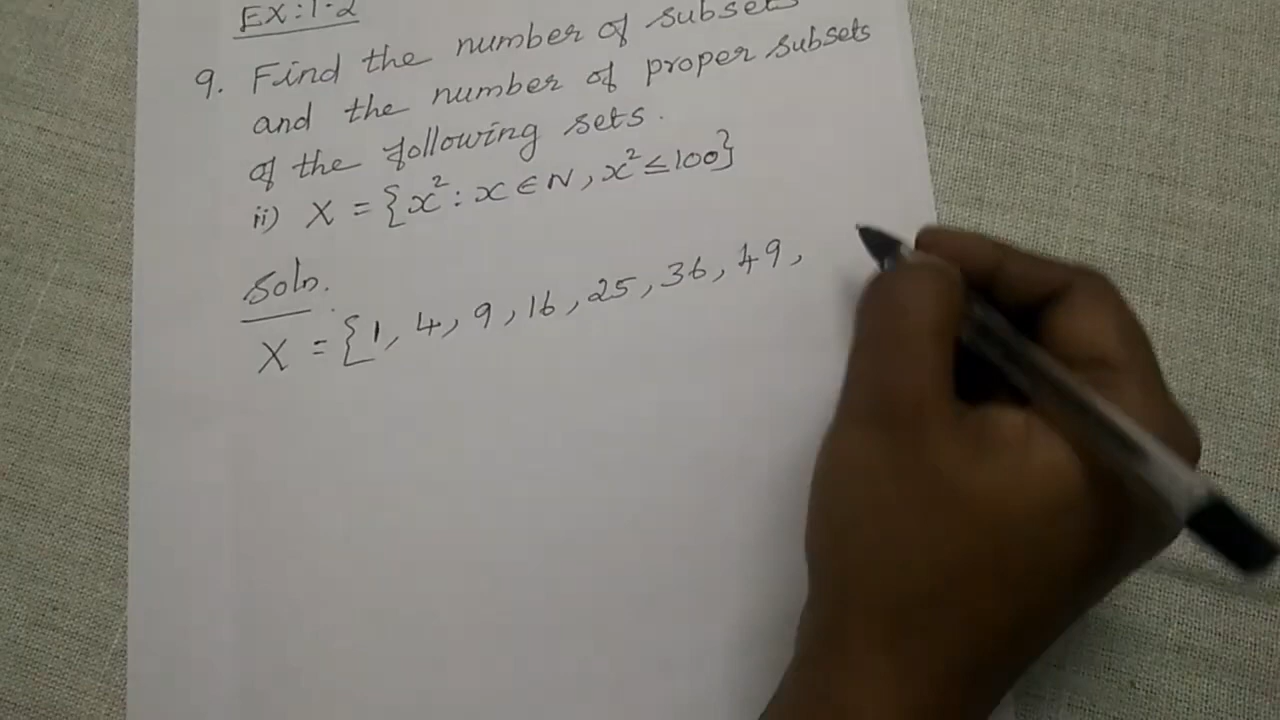 Ex:1.2
9. Find the number of subsets
and the number of proper subsets
of the following sets.
ii) X = {x²: x ∈ N, x² ≤ 100}
Soln.
X = {1, 4, 9, 16, 25, 36, 49,